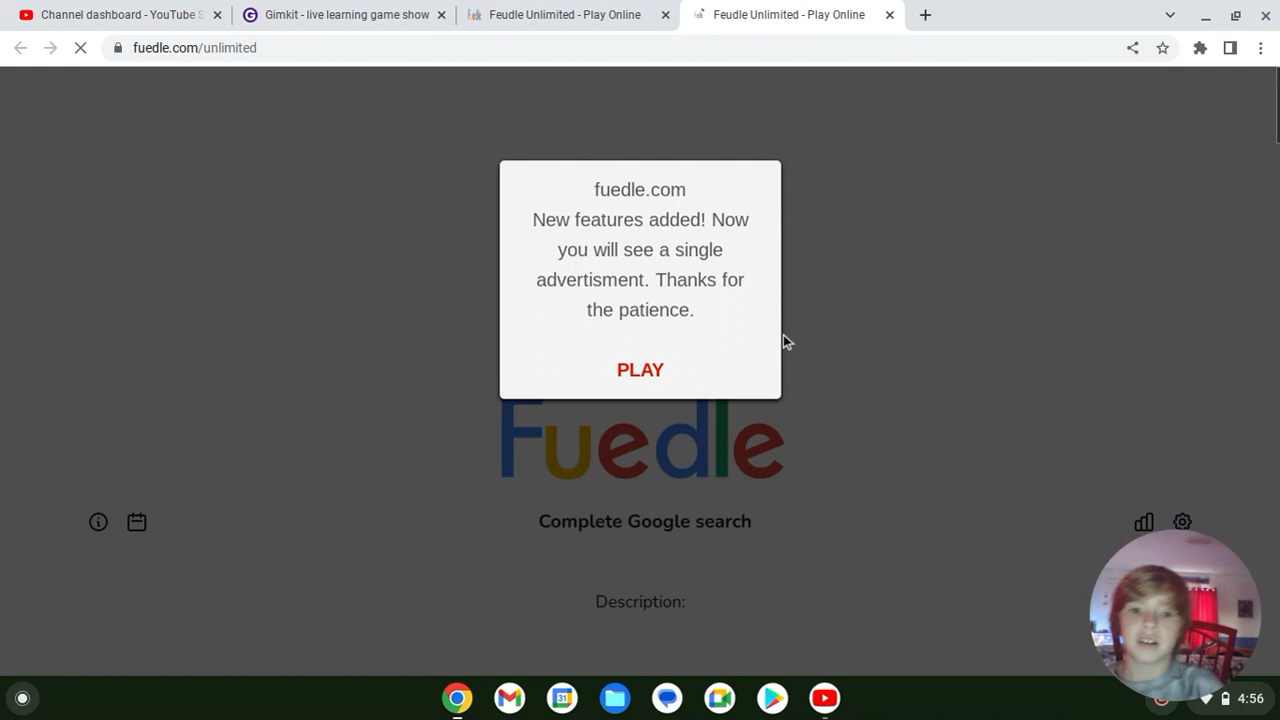 Channel dashboard - YouTube S
Gimkit - live learning game show
Feudle Unlimited - Play Online
Feudle Unlimited - Play Online
fuedle.com/unlimited
fuedle.com
New features added! Now
you will see a single
advertisment. Thanks for
the patience.
PLAY
Fuedle
Complete Google search
Description:
31
4:56